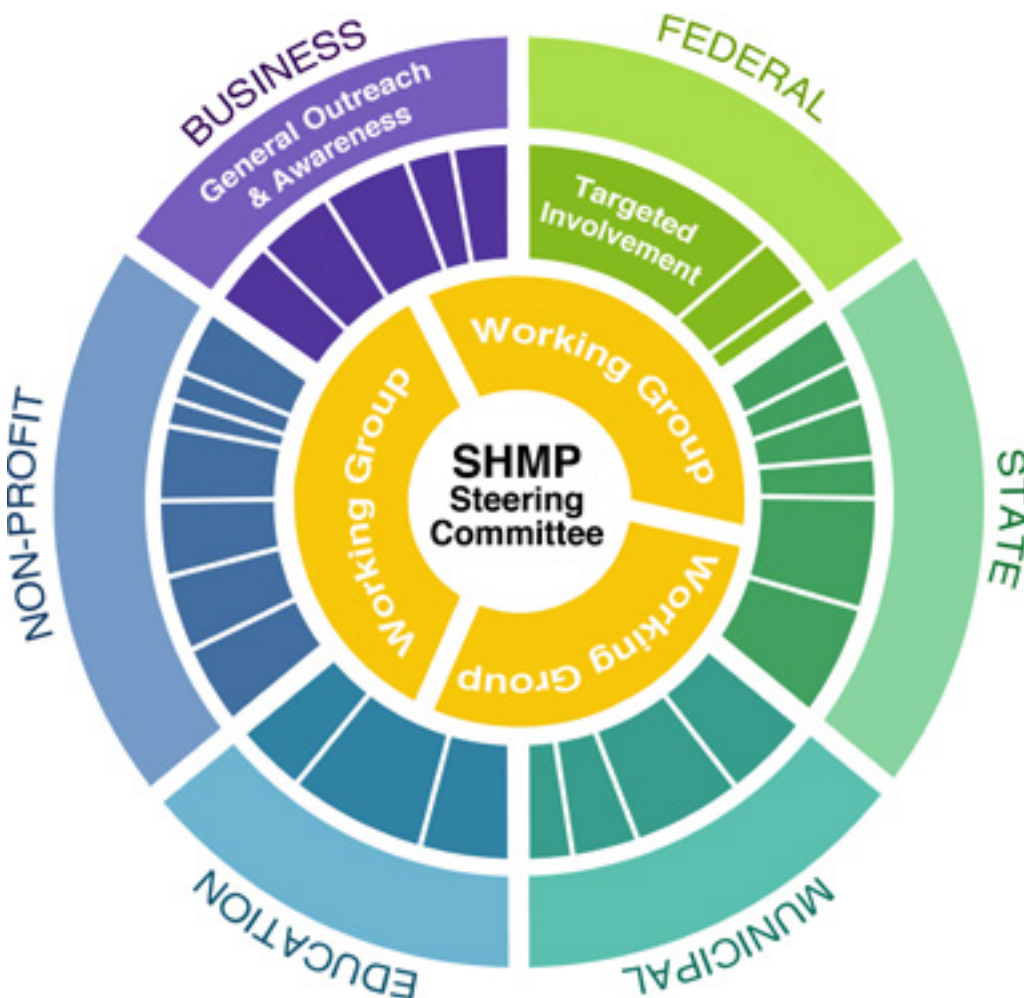 BUSINESS
FEDERAL
General Outreach
& Awareness
Targeted
Involvement
Working Group
Working Group
Working Group
SHMP
Steering
Committee
NON-PROFIT
STATE
EDUCATION
MUNICIPAL